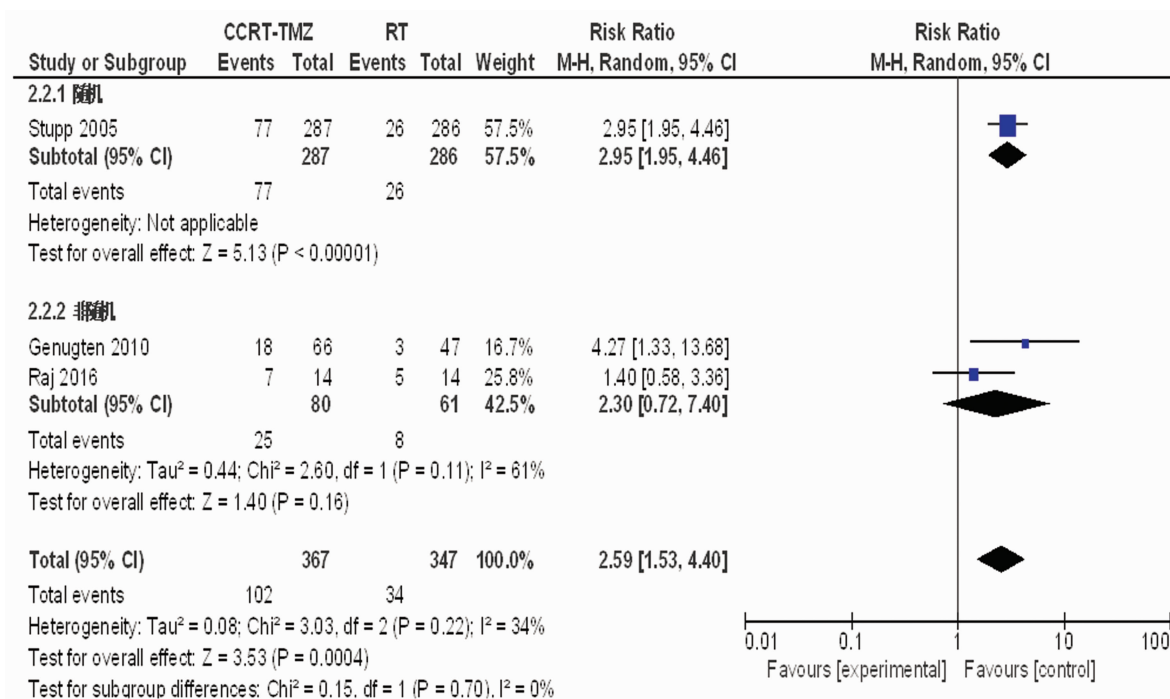 CCRT-TMZ RT Risk Ratio Risk Ratio
Study or Subgroup Events Total Events Total Weight M-H, Random, 95% CI M-H, Random, 95% CI
2.2.1 随机
Stupp 2005 77 287 26 286 57.5% 2.95 [1.95, 4.46]
Subtotal (95% CI) 287 286 57.5% 2.95 [1.95, 4.46]
Total events 77 26
Heterogeneity: Not applicable
Test for overall effect: Z = 5.13 (P < 0.00001)
2.2.2 非随机
Genugten 2010 18 66 3 47 16.7% 4.27 [1.33, 13.68]
Raj 2016 7 14 5 14 25.8% 1.40 [0.58, 3.36]
Subtotal (95% CI) 80 61 42.5% 2.30 [0.72, 7.40]
Total events 25 8
Heterogeneity: Tau² = 0.44; Chi² = 2.60, df = 1 (P = 0.11); I² = 61%
Test for overall effect: Z = 1.40 (P = 0.16)
Total (95% CI) 367 347 100.0% 2.59 [1.53, 4.40]
Total events 102 34
Heterogeneity: Tau² = 0.08; Chi² = 3.03, df = 2 (P = 0.22); I² = 34%
Test for overall effect: Z = 3.53 (P = 0.0004)
Test for subgroup differences: Chi² = 0.15, df = 1 (P = 0.70), I² = 0%
0.01 0.1 1 10 100
Favours [experimental] Favours [control]